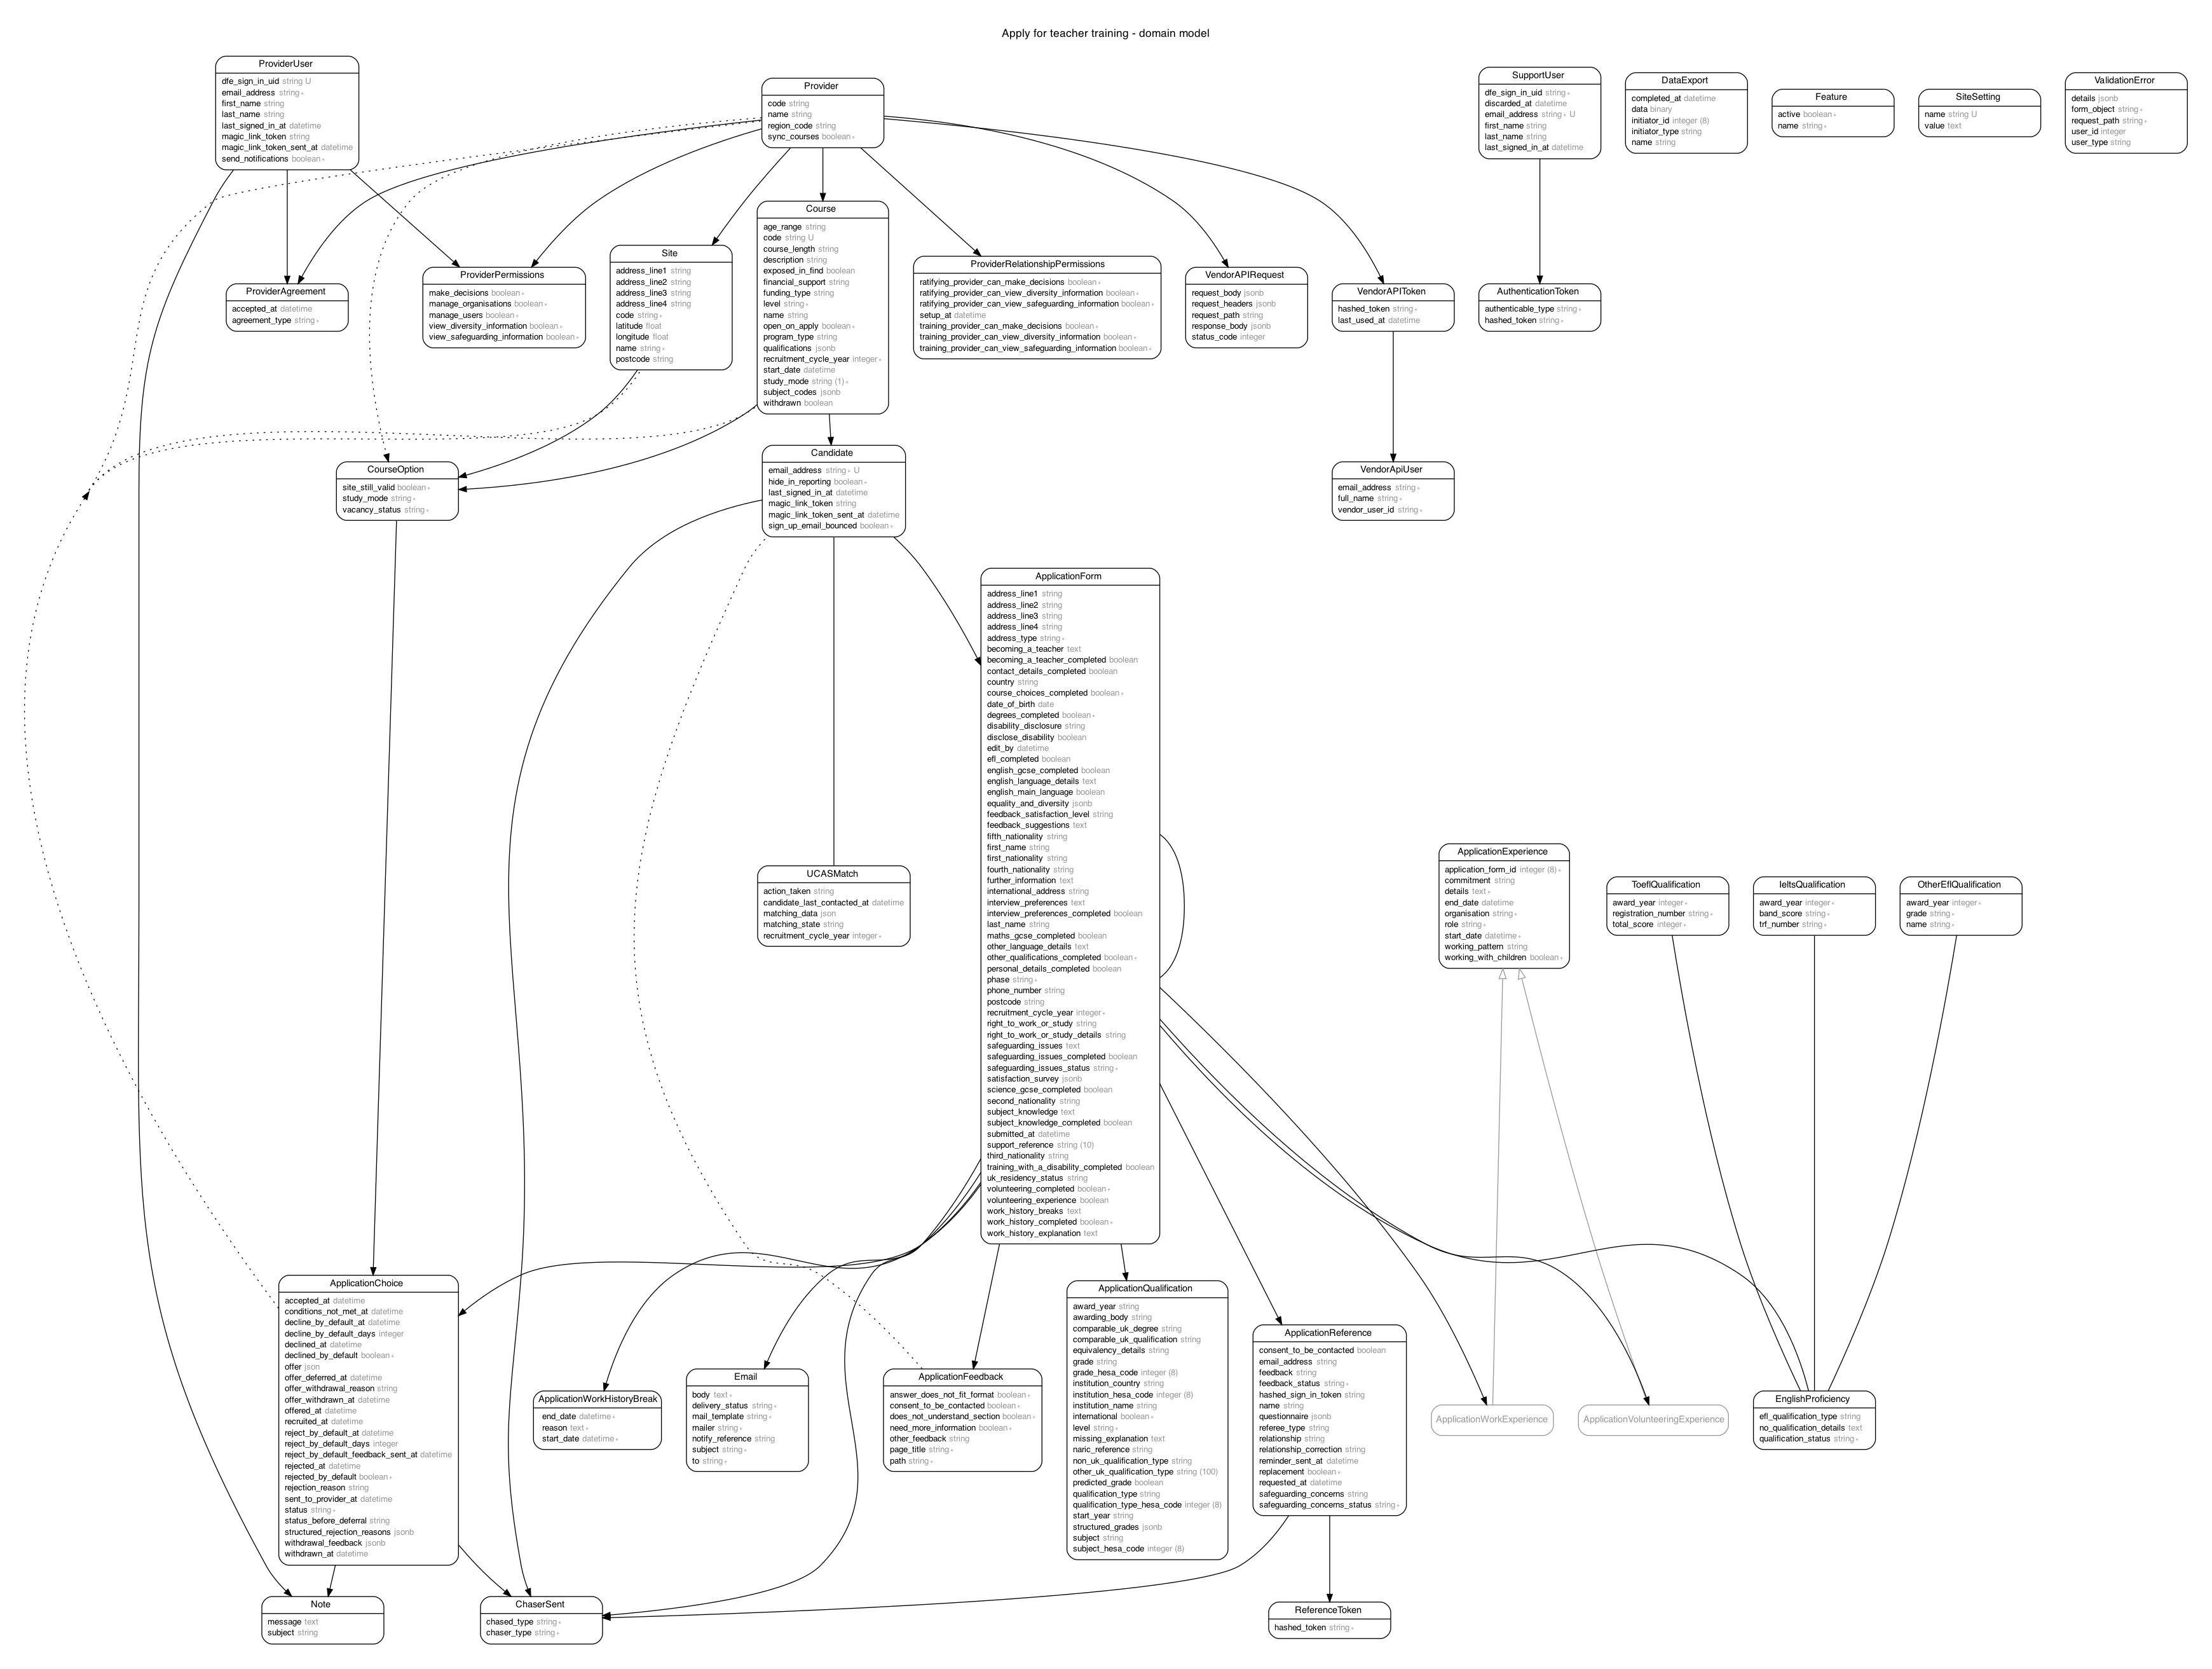 Apply for teacher training - domain model
ProviderUser
dfe_sign_in_uid string U
email_address string ∗
first_name string
last_name string
last_signed_in_at datetime
magic_link_token string
magic_link_token_sent_at datetime
send_notifications boolean ∗
Provider
code string
name string
region_code string
sync_courses boolean ∗
SupportUser
dfe_sign_in_uid string ∗
discarded_at datetime
email_address string ∗ U
first_name string
last_name string
last_signed_in_at datetime
DataExport
completed_at datetime
data binary
initiator_id integer (8)
initiator_type string
name string
Feature
active boolean ∗
name string ∗
SiteSetting
name string U
value text
ValidationError
details jsonb
form_object string ∗
request_path string ∗
user_id integer
user_type string
ProviderAgreement
accepted_at datetime
agreement_type string ∗
ProviderPermissions
make_decisions boolean ∗
manage_organisations boolean ∗
manage_users boolean ∗
view_diversity_information boolean ∗
view_safeguarding_information boolean ∗
Site
address_line1 string
address_line2 string
address_line3 string
address_line4 string
code string ∗
latitude float
longitude float
name string ∗
postcode string
Course
age_range string
code string U
course_length string
description string
exposed_in_find boolean
financial_support string
funding_type string
level string ∗
name string
open_on_apply boolean ∗
program_type string
qualifications jsonb
recruitment_cycle_year integer ∗
start_date datetime
study_mode string (1) ∗
subject_codes jsonb
withdrawn boolean
ProviderRelationshipPermissions
ratifying_provider_can_make_decisions boolean ∗
ratifying_provider_can_view_diversity_information boolean ∗
ratifying_provider_can_view_safeguarding_information boolean ∗
setup_at datetime
training_provider_can_make_decisions boolean ∗
training_provider_can_view_diversity_information boolean ∗
training_provider_can_view_safeguarding_information boolean ∗
VendorAPIRequest
request_body jsonb
request_headers jsonb
request_path string
response_body jsonb
status_code integer
VendorAPIToken
hashed_token string ∗
last_used_at datetime
AuthenticationToken
authenticable_type string ∗
hashed_token string ∗
CourseOption
site_still_valid boolean ∗
study_mode string ∗
vacancy_status string ∗
Candidate
email_address string ∗ U
hide_in_reporting boolean ∗
last_signed_in_at datetime
magic_link_token string
magic_link_token_sent_at datetime
sign_up_email_bounced boolean ∗
VendorApiUser
email_address string ∗
full_name string ∗
vendor_user_id string ∗
ApplicationForm
address_line1 string
address_line2 string
address_line3 string
address_line4 string
address_type string ∗
becoming_a_teacher text
becoming_a_teacher_completed boolean
contact_details_completed boolean
country string
course_choices_completed boolean ∗
date_of_birth date
degrees_completed boolean ∗
disability_disclosure string
disclose_disability boolean
edit_by datetime
efl_completed boolean
english_gcse_completed boolean
english_language_details text
english_main_language boolean
equality_and_diversity jsonb
feedback_satisfaction_level string
feedback_suggestions text
fifth_nationality string
first_name string
first_nationality string
fourth_nationality string
further_information text
international_address string
interview_preferences text
interview_preferences_completed boolean
last_name string
maths_gcse_completed boolean
other_language_details text
other_qualifications_completed boolean ∗
personal_details_completed boolean
phase string ∗
phone_number string
postcode string
recruitment_cycle_year integer ∗
right_to_work_or_study string
right_to_work_or_study_details string
safeguarding_issues text
safeguarding_issues_completed boolean
safeguarding_issues_status string ∗
satisfaction_survey jsonb
science_gcse_completed boolean
second_nationality string
subject_knowledge text
subject_knowledge_completed boolean
submitted_at datetime
support_reference string (10)
third_nationality string
training_with_a_disability_completed boolean
uk_residency_status string
volunteering_completed boolean ∗
volunteering_experience boolean
work_history_breaks text
work_history_completed boolean ∗
work_history_explanation text
UCASMatch
action_taken string
candidate_last_contacted_at datetime
matching_data json
matching_state string
recruitment_cycle_year integer ∗
ApplicationExperience
application_form_id integer (8) ∗
commitment string
details text ∗
end_date datetime
organisation string ∗
role string ∗
start_date datetime ∗
working_pattern string
working_with_children boolean ∗
ToeflQualification
award_year integer ∗
registration_number string ∗
total_score integer ∗
IeltsQualification
award_year integer ∗
band_score string ∗
trf_number string ∗
OtherEflQualification
award_year integer ∗
grade string ∗
name string ∗
ApplicationChoice
accepted_at datetime
conditions_not_met_at datetime
decline_by_default_at datetime
decline_by_default_days integer
declined_at datetime
declined_by_default boolean ∗
offer json
offer_deferred_at datetime
offer_withdrawal_reason string
offer_withdrawn_at datetime
offered_at datetime
recruited_at datetime
reject_by_default_at datetime
reject_by_default_days integer
reject_by_default_feedback_sent_at datetime
rejected_at datetime
rejected_by_default boolean ∗
rejection_reason string
sent_to_provider_at datetime
status string ∗
status_before_deferral string
structured_rejection_reasons jsonb
withdrawal_feedback jsonb
withdrawn_at datetime
ApplicationWorkHistoryBreak
end_date datetime ∗
reason text ∗
start_date datetime ∗
Email
body text ∗
delivery_status string ∗
mail_template string ∗
mailer string ∗
notify_reference string
subject string ∗
to string ∗
ApplicationFeedback
answer_does_not_fit_format boolean ∗
consent_to_be_contacted boolean ∗
does_not_understand_section boolean ∗
need_more_information boolean ∗
other_feedback string
page_title string ∗
path string ∗
ApplicationQualification
award_year string
awarding_body string
comparable_uk_degree string
comparable_uk_qualification string
equivalency_details string
grade string
grade_hesa_code integer (8)
institution_country string
institution_hesa_code integer (8)
institution_name string
international boolean ∗
level string ∗
missing_explanation text
naric_reference string
non_uk_qualification_type string
other_uk_qualification_type string (100)
predicted_grade boolean
qualification_type string
qualification_type_hesa_code integer (8)
start_year string
structured_grades jsonb
subject string
subject_hesa_code integer (8)
ApplicationReference
consent_to_be_contacted boolean
email_address string
feedback string
feedback_status string ∗
hashed_sign_in_token string
name string
questionnaire jsonb
referee_type string
relationship string
relationship_correction string
reminder_sent_at datetime
replacement boolean ∗
requested_at datetime
safeguarding_concerns string
safeguarding_concerns_status string ∗
ApplicationWorkExperience
ApplicationVolunteeringExperience
EnglishProficiency
efl_qualification_type string
no_qualification_details text
qualification_status string ∗
Note
message text
subject string
ChaserSent
chased_type string ∗
chaser_type string ∗
ReferenceToken
hashed_token string ∗